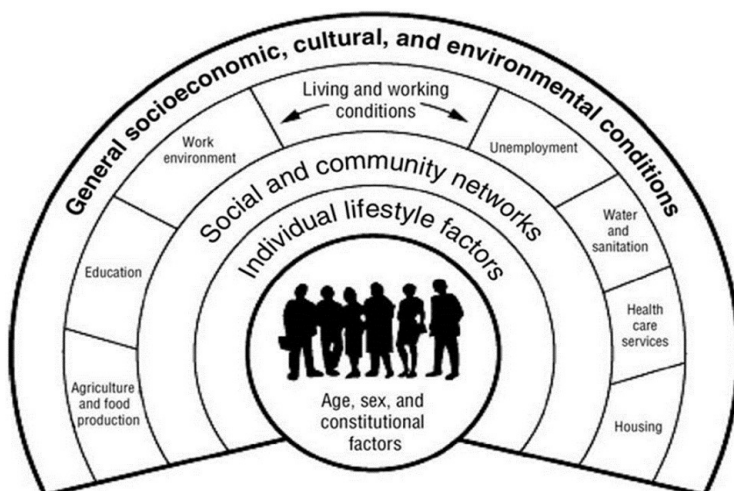 General socioeconomic, cultural, and environmental conditions
Living and working
conditions
Work
environment
Unemployment
Social and community networks
Water
and
sanitation
Individual lifestyle factors
Education
Health
care
services
Agriculture
and food
production
Age, sex, and
constitutional
factors
Housing